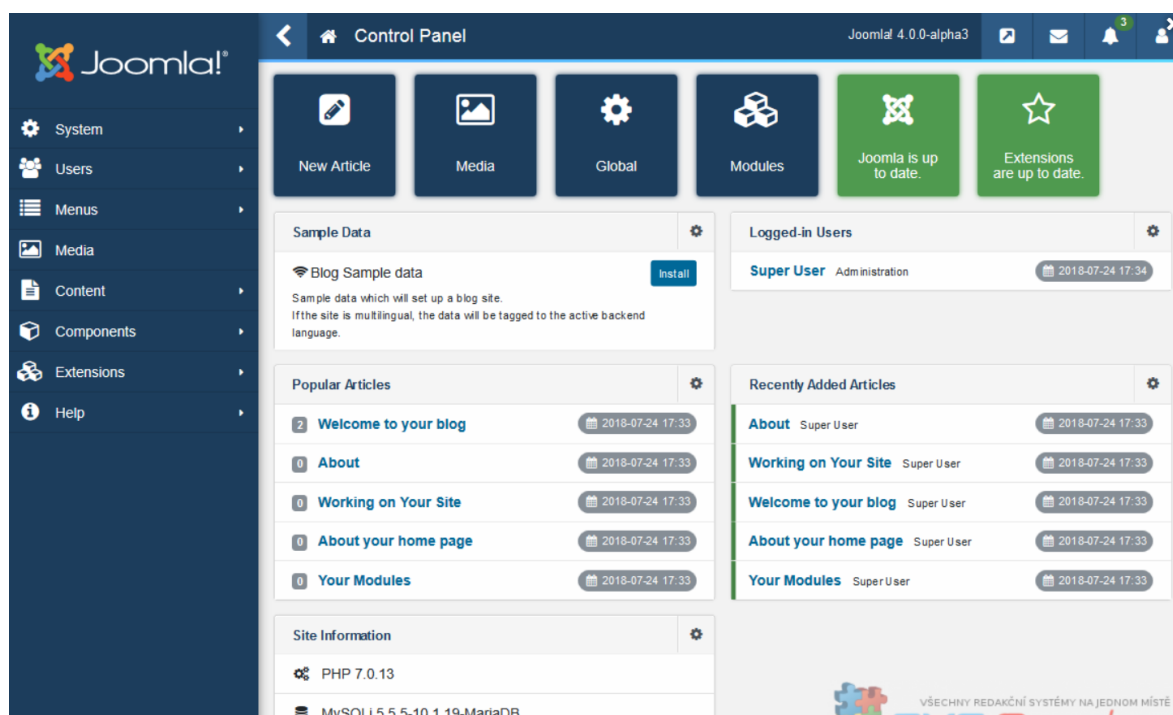 Joomla!®
Control Panel
Joomla! 4.0.0-alpha3
3
System
Users
Menus
Media
Content
Components
Extensions
Help
New Article
Media
Global
Modules
Joomla is up
to date.
Extensions
are up to date.
Sample Data
Blog Sample data
Install
Sample data which will set up a blog site.
If the site is multilingual, the data will be tagged to the active backend
language.
Logged-in Users
Super User Administration 2018-07-24 17:34
Popular Articles
2 Welcome to your blog 2018-07-24 17:33
0 About 2018-07-24 17:33
0 Working on Your Site 2018-07-24 17:33
0 About your home page 2018-07-24 17:33
0 Your Modules 2018-07-24 17:33
Recently Added Articles
About Super User 2018-07-24 17:33
Working on Your Site Super User 2018-07-24 17:33
Welcome to your blog Super User 2018-07-24 17:33
About your home page Super User 2018-07-24 17:33
Your Modules Super User 2018-07-24 17:33
Site Information
PHP 7.0.13
MySQLi 5.5.5-10.1.19-MariaDB
VŠECHNY REDAKČNÍ SYSTÉMY NA JEDNOM MÍSTĚ